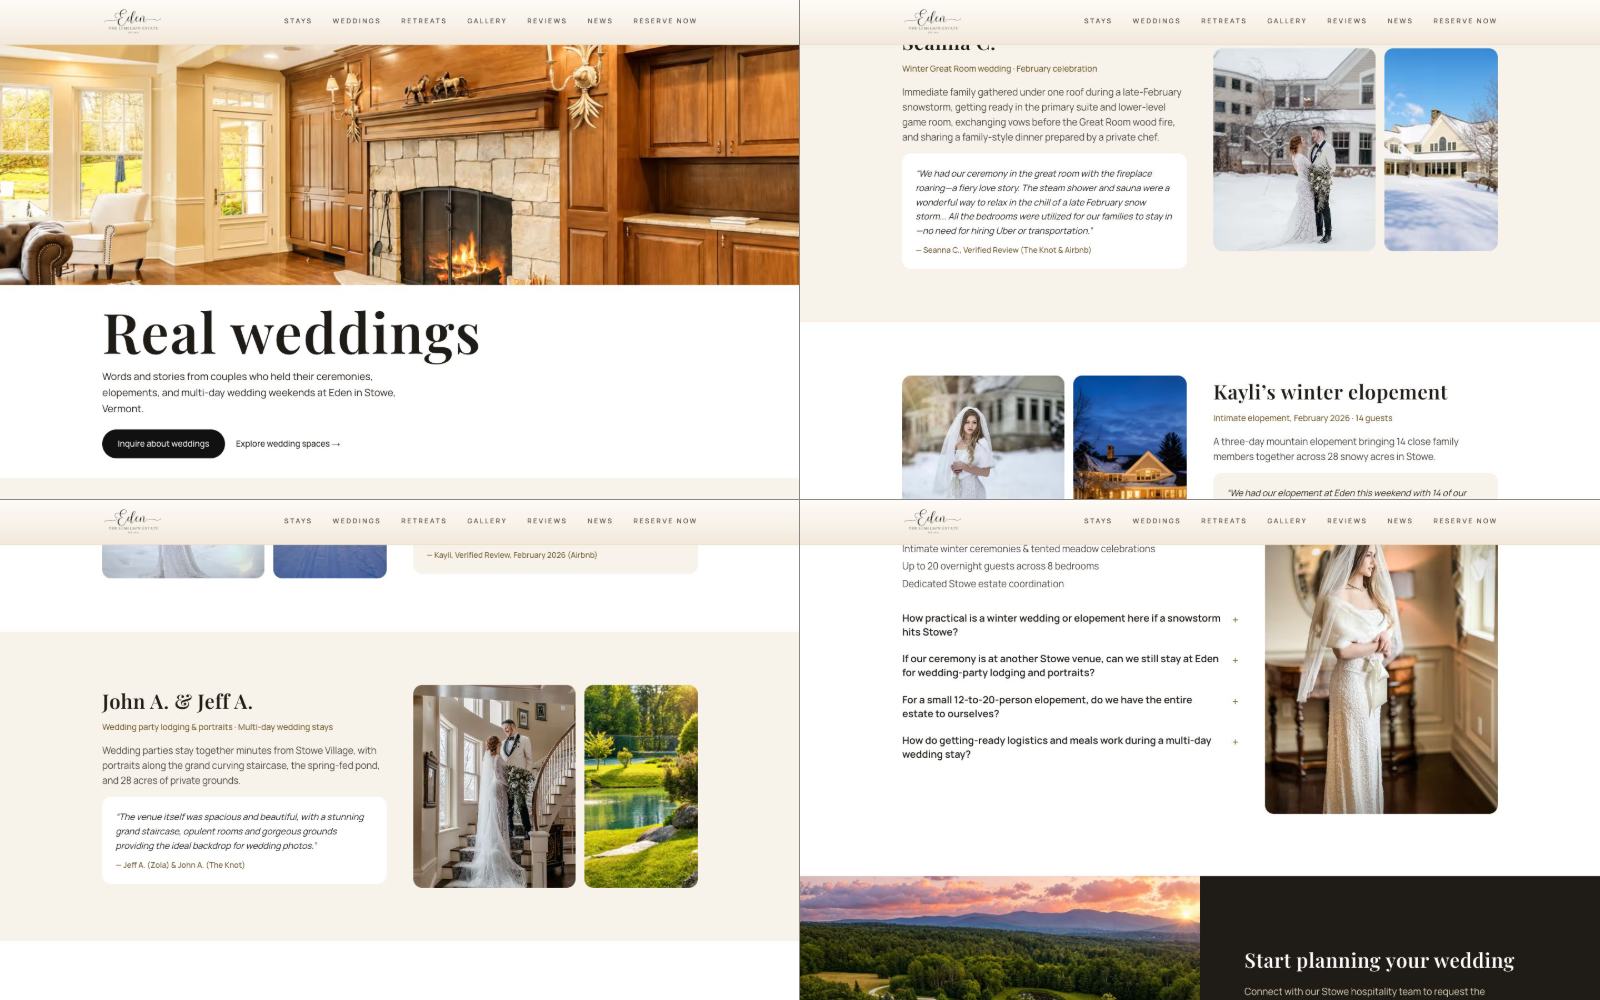 Eden
THE LINEAGE ESTATE
STAYS WEDDINGS RETREATS GALLERY REVIEWS NEWS RESERVE NOW
Real weddings
Words and stories from couples who held their ceremonies,
elopements, and multi-day wedding weekends at Eden in Stowe,
Vermont.
Inquire about weddings
Explore wedding spaces →
Eden
STAYS WEDDINGS RETREATS GALLERY REVIEWS NEWS RESERVE NOW
Seanna C.
Winter Great Room wedding · February celebration
Immediate family gathered under one roof during a late-February
snowstorm, getting ready in the primary suite and lower-level
game room, exchanging vows before the Great Room wood fire,
and sharing a family-style dinner prepared by a private chef.
“We had our ceremony in the great room with the fireplace
roaring—a fiery love story. The steam shower and sauna were a
wonderful way to relax in the chill of a late February snow
storm... All the bedrooms were utilized for our families to stay in
—no need for hiring Uber or transportation.”
— Seanna C., Verified Review (The Knot & Airbnb)
Kayli’s winter elopement
Intimate elopement, February 2026 · 14 guests
A three-day mountain elopement bringing 14 close family
members together across 28 snowy acres in Stowe.
“We had our elopement at Eden this weekend with 14 of our
Eden
STAYS WEDDINGS RETREATS GALLERY REVIEWS NEWS RESERVE NOW
— Kayli, Verified Review, February 2026 (Airbnb)
John A. & Jeff A.
Wedding party lodging & portraits · Multi-day wedding stays
Wedding parties stay together minutes from Stowe Village, with
portraits along the grand curving staircase, the spring-fed pond,
and 28 acres of private grounds.
“The venue itself was spacious and beautiful, with a stunning
grand staircase, opulent rooms and gorgeous grounds
providing the ideal backdrop for wedding photos.”
— Jeff A. (Zola) & John A. (The Knot)
Eden
STAYS WEDDINGS RETREATS GALLERY REVIEWS NEWS RESERVE NOW
Intimate winter ceremonies & tented meadow celebrations
Up to 20 overnight guests across 8 bedrooms
Dedicated Stowe estate coordination
How practical is a winter wedding or elopement here if a snowstorm
hits Stowe? +
If our ceremony is at another Stowe venue, can we still stay at Eden
for wedding-party lodging and portraits? +
For a small 12-to-20-person elopement, do we have the entire
estate to ourselves? +
How do getting-ready logistics and meals work during a multi-day
wedding stay? +
Start planning your wedding
Connect with our Stowe hospitality team to request the